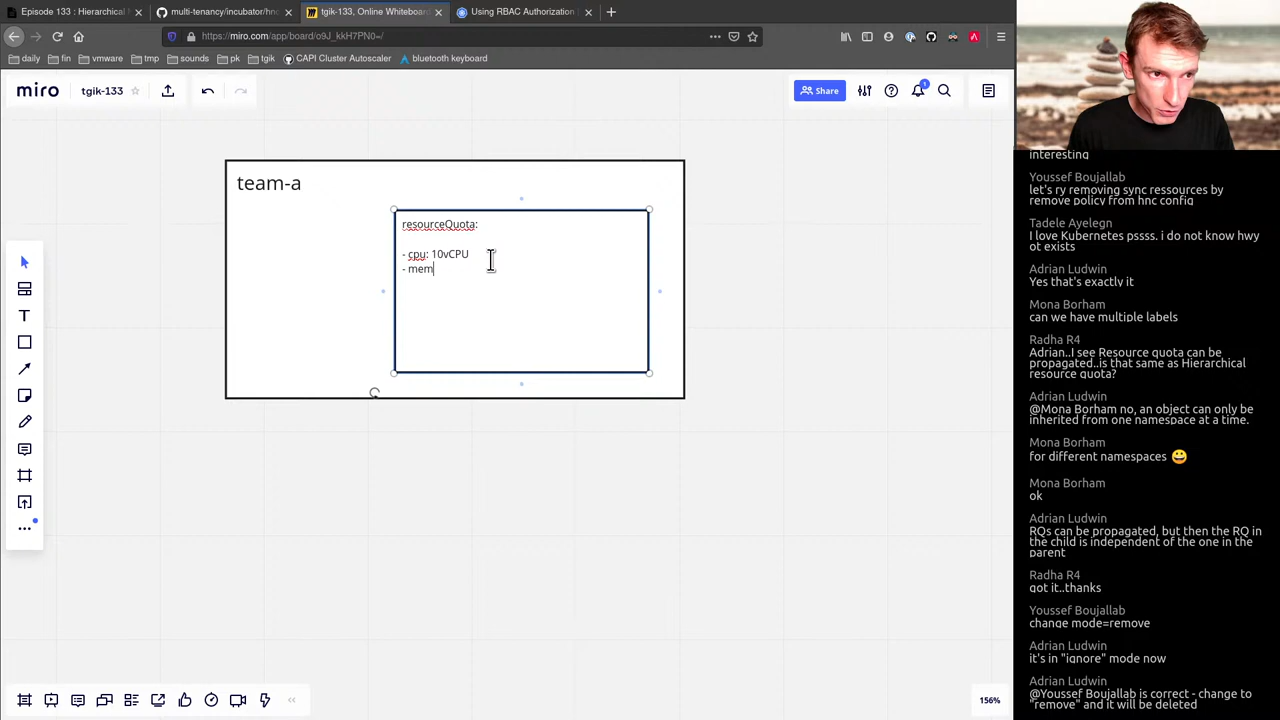 Episode 133 : Hierarchical N
multi-tenancy/incubator/hnc
tgik-133, Online Whiteboard
Using RBAC Authorization
https://miro.com/app/board/o9J_kkH7PN0=/
daily
fin
vmware
tmp
sounds
pk
tgik
CAPI Cluster Autoscaler
bluetooth keyboard
miro
tgik-133
Share
team-a
resourceQuota:
- cpu: 10vCPU
- mem
156%
interesting
Youssef Boujallab
let's ry removing sync ressources by
remove policy from hnc config
Tadele Ayelegn
I love Kubernetes pssss. i do not know hwy
ot exists
Adrian Ludwin
Yes that's exactly it
Mona Borham
can we have multiple labels
Radha R4
Adrian..I see Resource quota can be
propagated..is that same as Hierarchical
resource quota?
Adrian Ludwin
@Mona Borham no, an object can only be
inherited from one namespace at a time.
Mona Borham
for different namespaces 😀
Mona Borham
ok
Adrian Ludwin
RQs can be propagated, but then the RQ in
the child is independent of the one in the
parent
Radha R4
got it..thanks
Youssef Boujallab
change mode=remove
Adrian Ludwin
it's in "ignore" mode now
Adrian Ludwin
@Youssef Boujallab is correct - change to
"remove" and it will be deleted